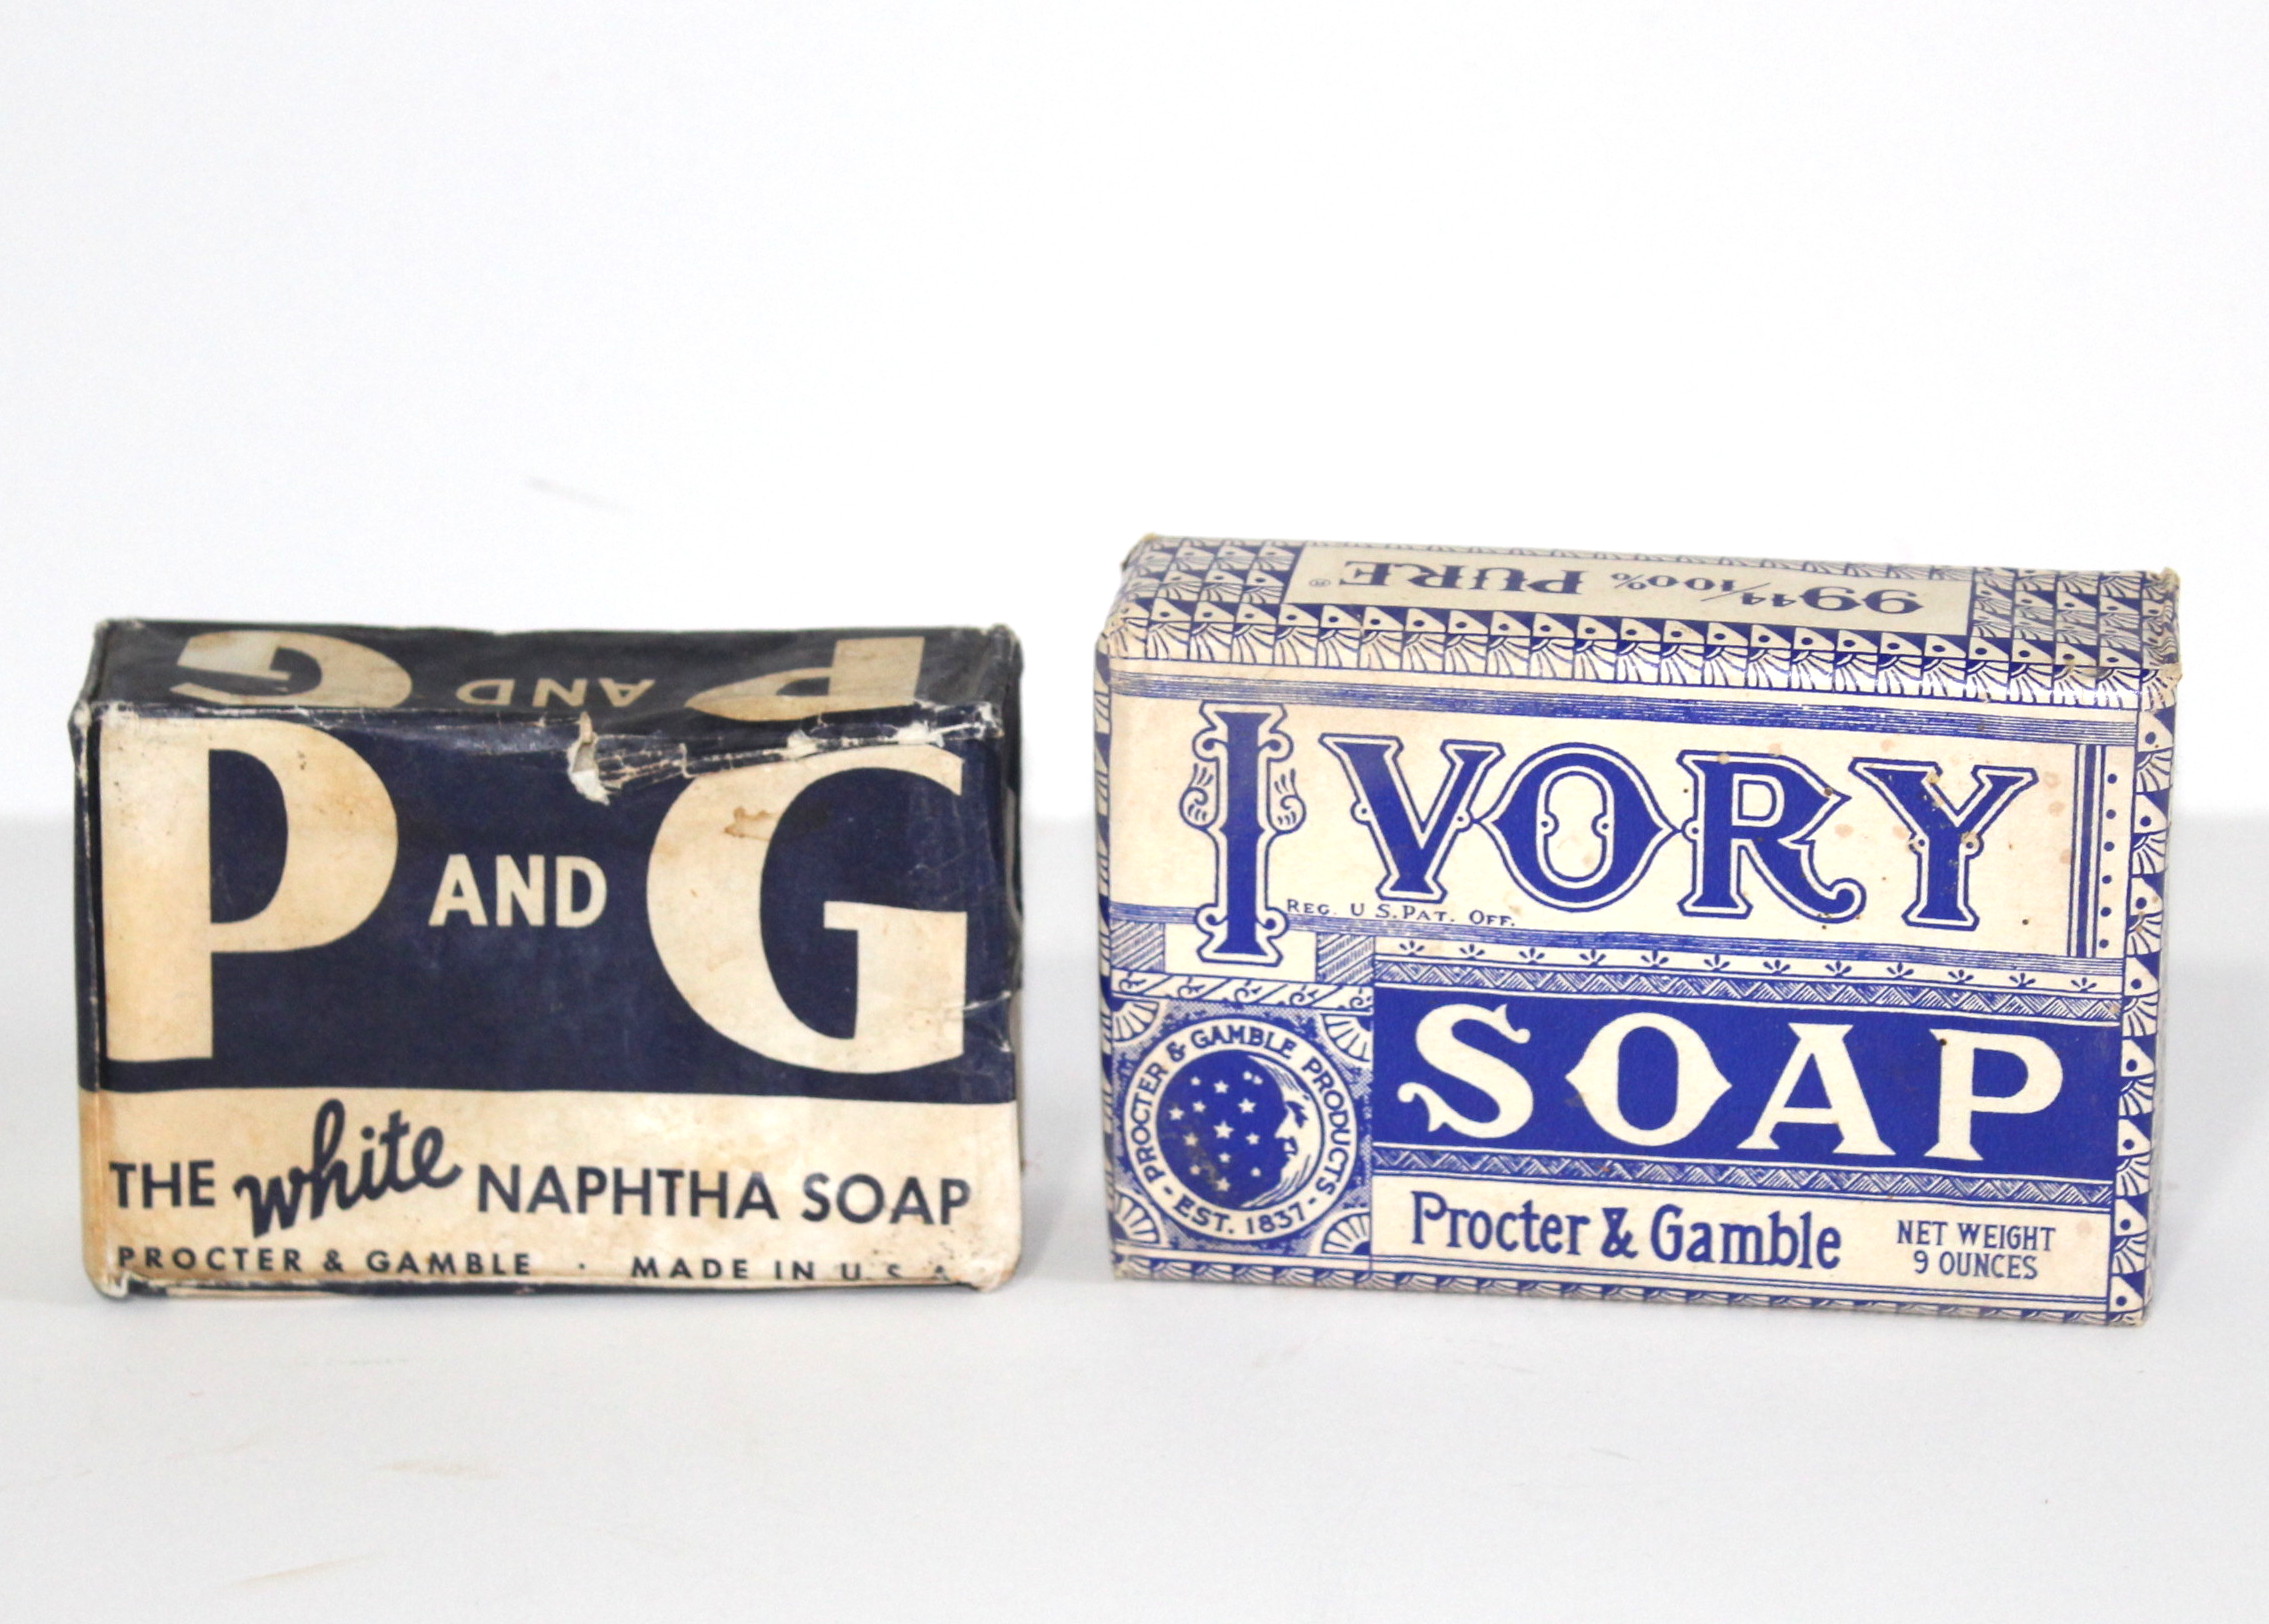 P AND G
P AND G
THE white NAPHTHA SOAP
PROCTER & GAMBLE · MADE IN U.S.A.
99 44/100% PURE ®
IVORY
REG. U.S. PAT. OFF.
SOAP
PROCTER & GAMBLE PRODUCTS
- EST. 1837 -
Procter & Gamble
NET WEIGHT
9 OUNCES